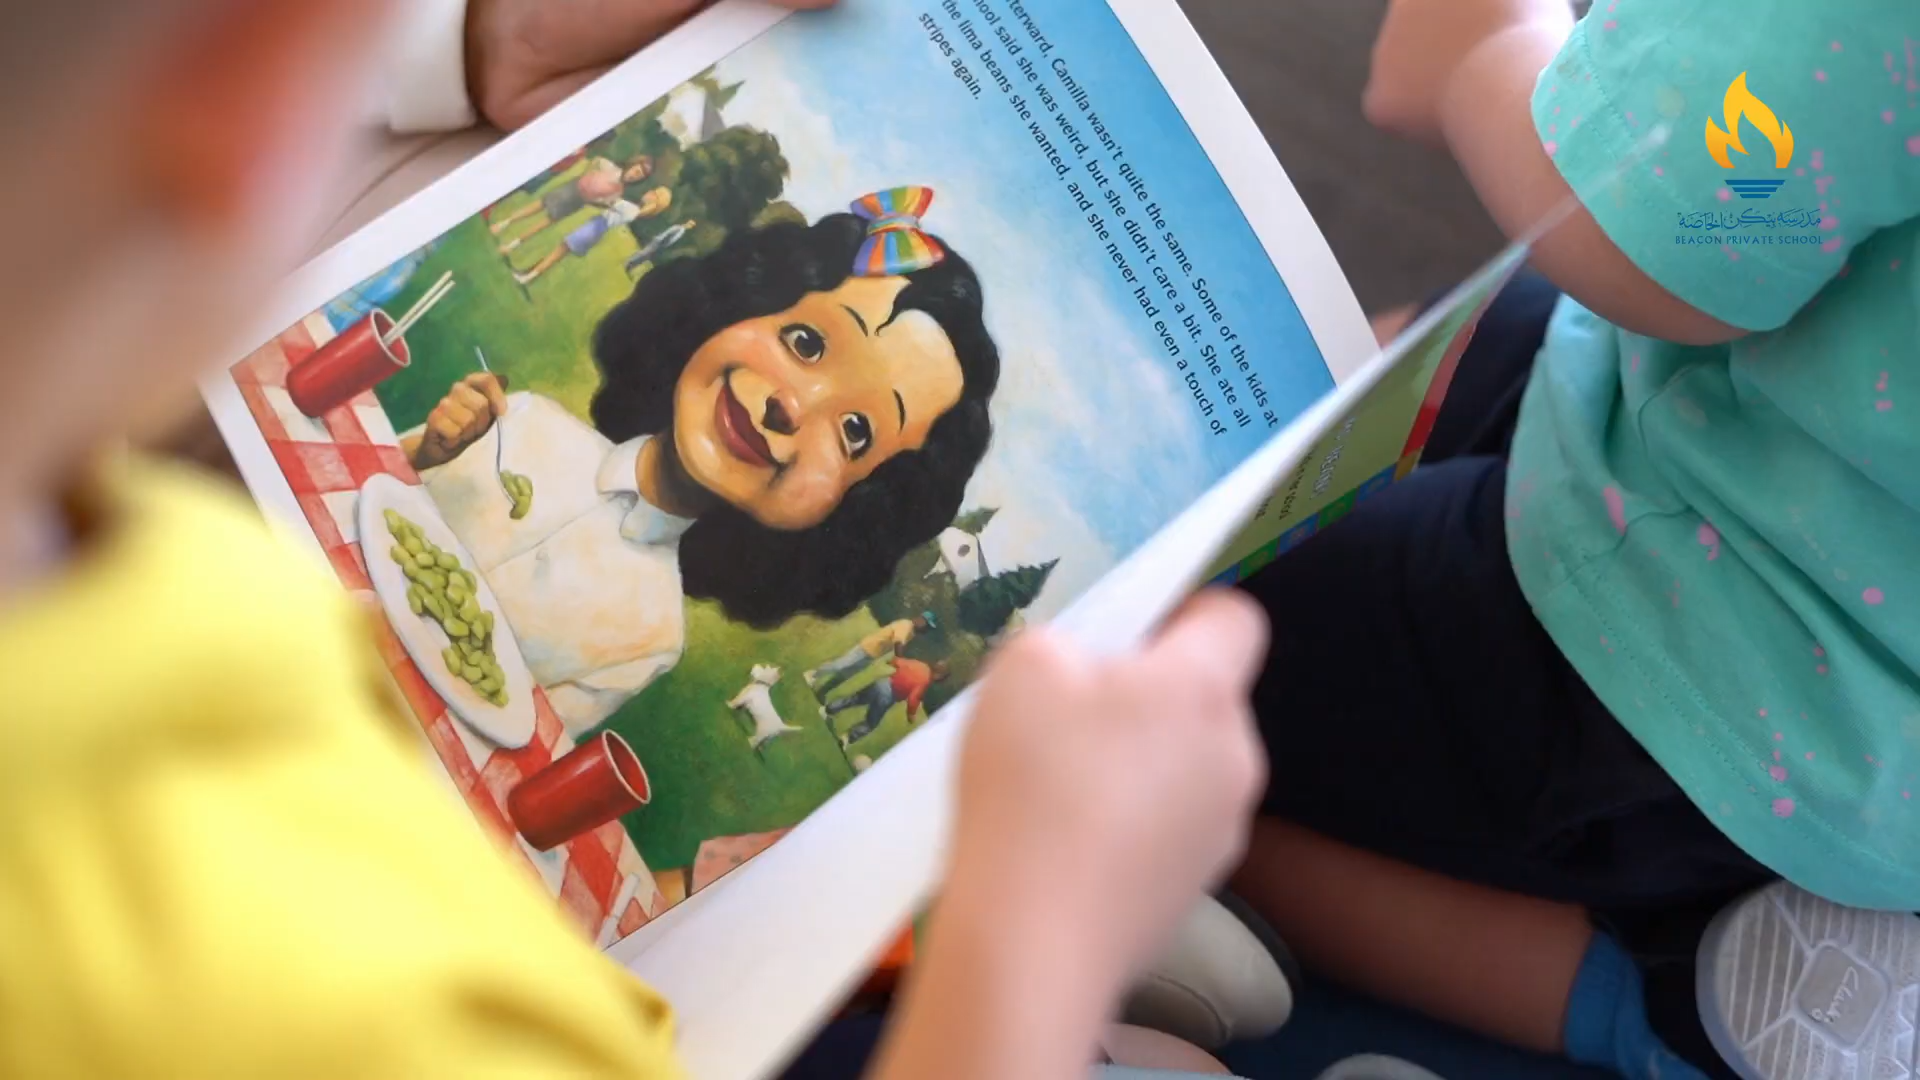 terward, Camilla wasn't quite the same. Some of the kids at
hool said she was weird, but she didn't care a bit. She ate all
the lima beans she wanted, and she never had even a touch of
stripes again.
مدرسة بيكن الخاصة
BEACON PRIVATE SCHOOL
Clarks